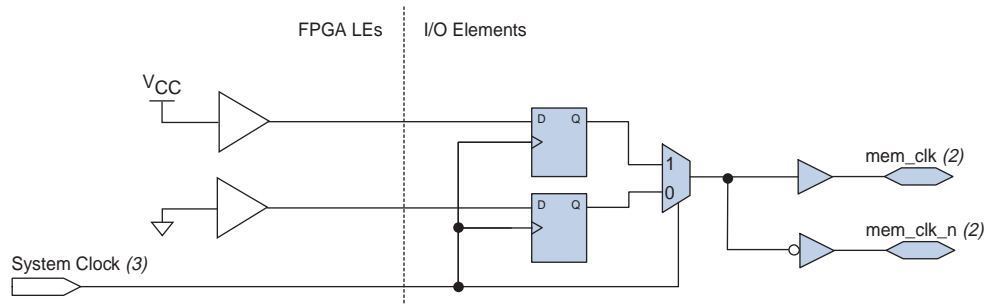 FPGA LEs
I/O Elements
VCC
D Q
1
0
D Q
mem_clk (2)
mem_clk_n (2)
System Clock (3)